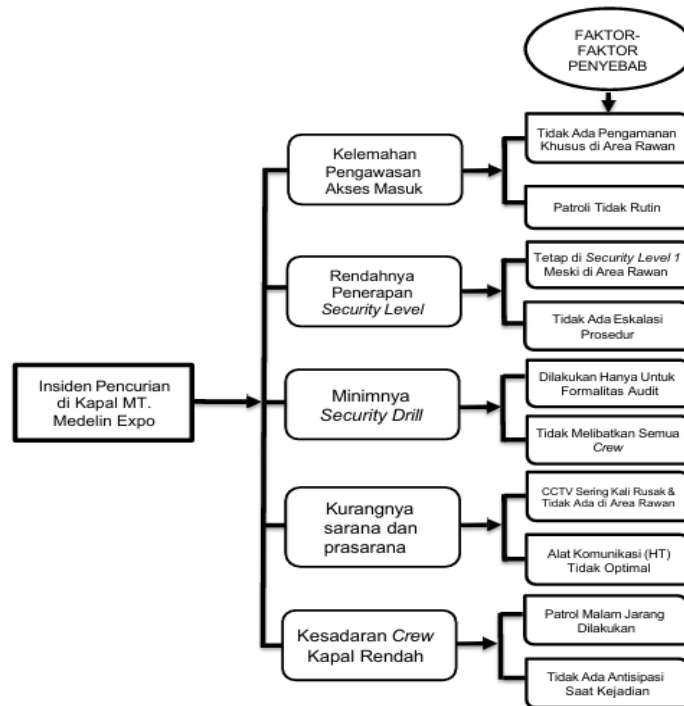 FAKTOR-
FAKTOR
PENYEBAB
Insiden Pencurian
di Kapal MT.
Medelin Expo
Kelemahan
Pengawasan
Akses Masuk
Tidak Ada Pengamanan
Khusus di Area Rawan
Patroli Tidak Rutin
Rendahnya
Penerapan
Security Level
Tetap di Security Level 1
Meski di Area Rawan
Tidak Ada Eskalasi
Prosedur
Minimnya
Security Drill
Dilakukan Hanya Untuk
Formalitas Audit
Tidak Melibatkan Semua
Crew
Kurangnya
sarana dan
prasarana
CCTV Sering Kali Rusak &
Tidak Ada di Area Rawan
Alat Komunikasi (HT)
Tidak Optimal
Kesadaran Crew
Kapal Rendah
Patrol Malam Jarang
Dilakukan
Tidak Ada Antisipasi
Saat Kejadian